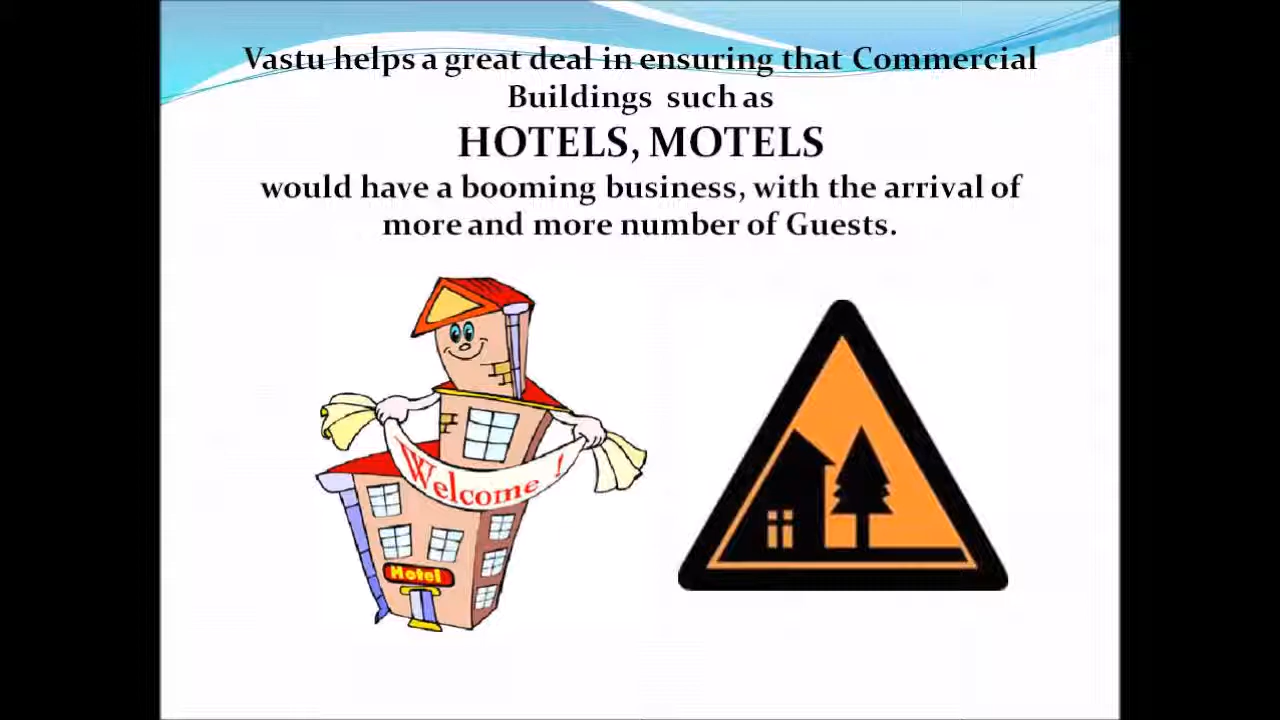 Vastu helps a great deal in ensuring that Commercial
Buildings such as
HOTELS, MOTELS
would have a booming business, with the arrival of
more and more number of Guests.
Welcome !
Hotel